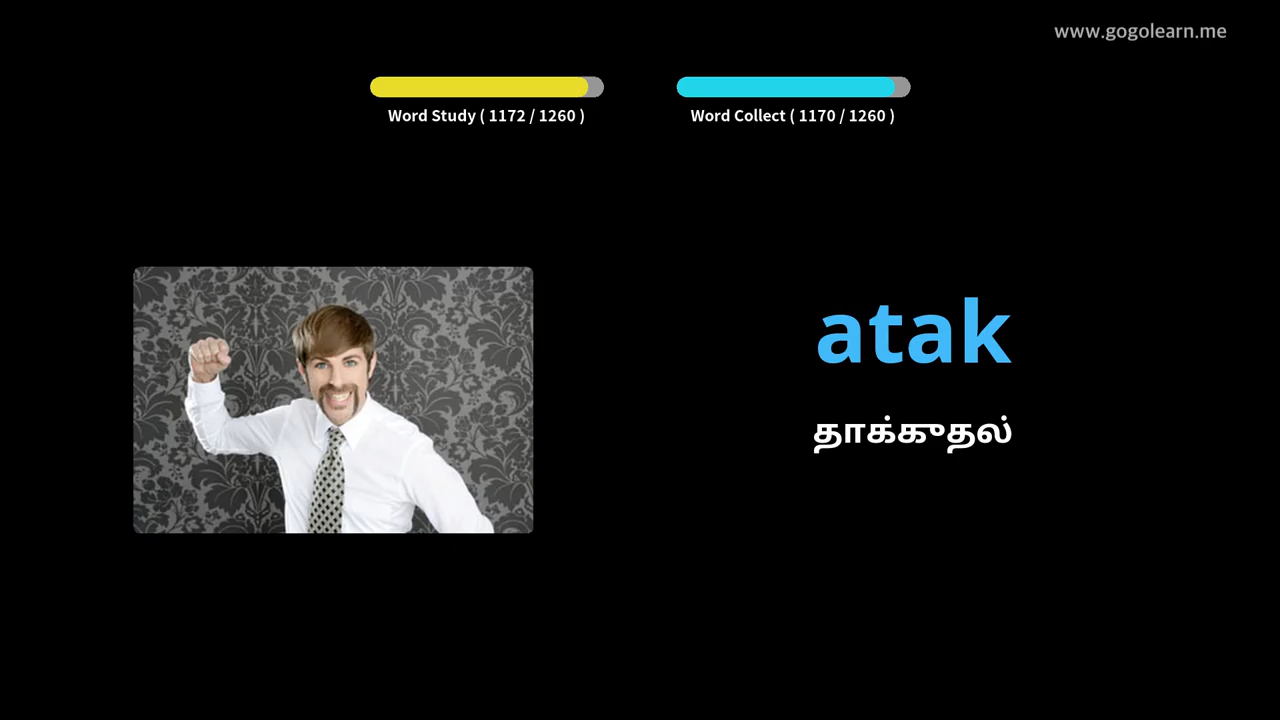 www.gogolearn.me
Word Study ( 1172 / 1260 )
Word Collect ( 1170 / 1260 )
atak
தாக்குதல்